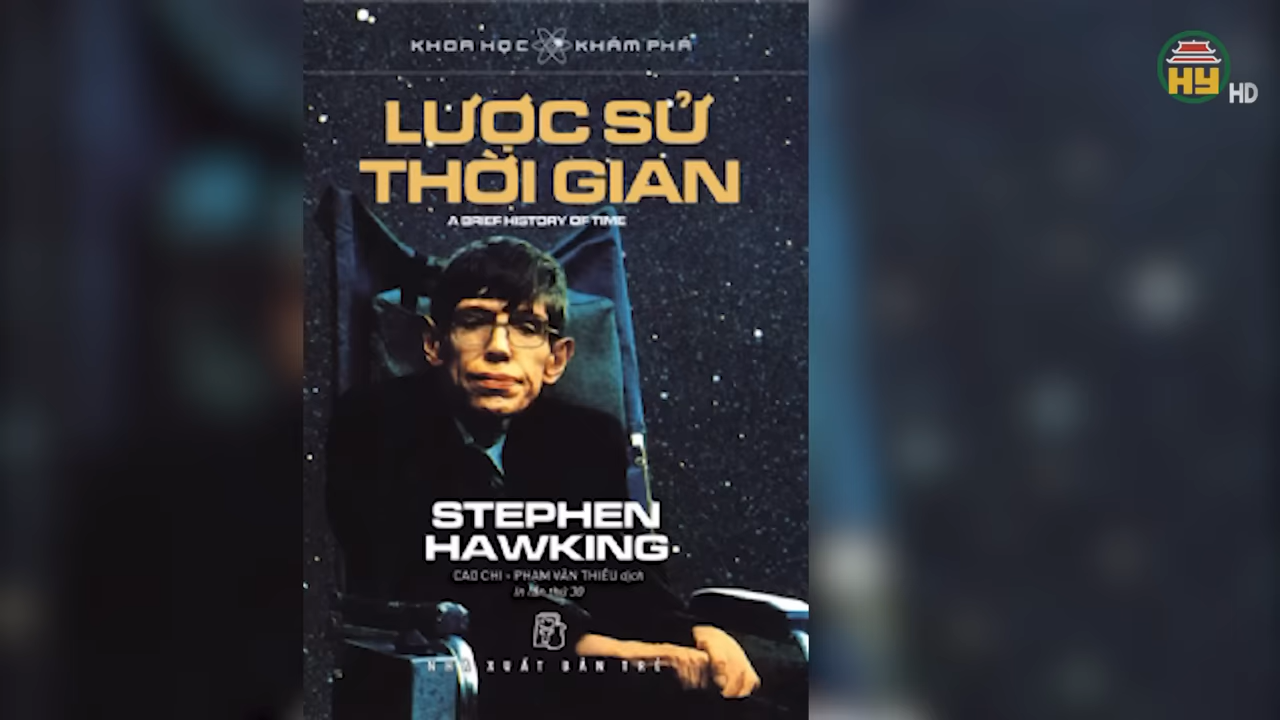 KHOA HỌC KHÁM PHÁ
HY HD
LƯỢC SỬ
THỜI GIAN
A BRIEF HISTORY OF TIME
STEPHEN
HAWKING
CAO CHI - PHẠM VĂN THIỀU dịch
In lần thứ 30
NHÀ XUẤT BẢN TRẺ